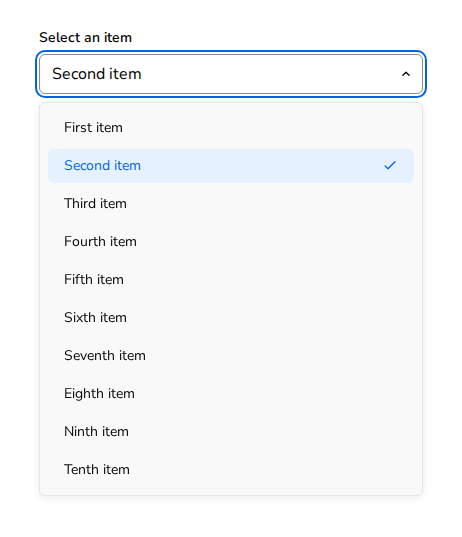 Select an item
Second item
First item
Second item
Third item
Fourth item
Fifth item
Sixth item
Seventh item
Eighth item
Ninth item
Tenth item